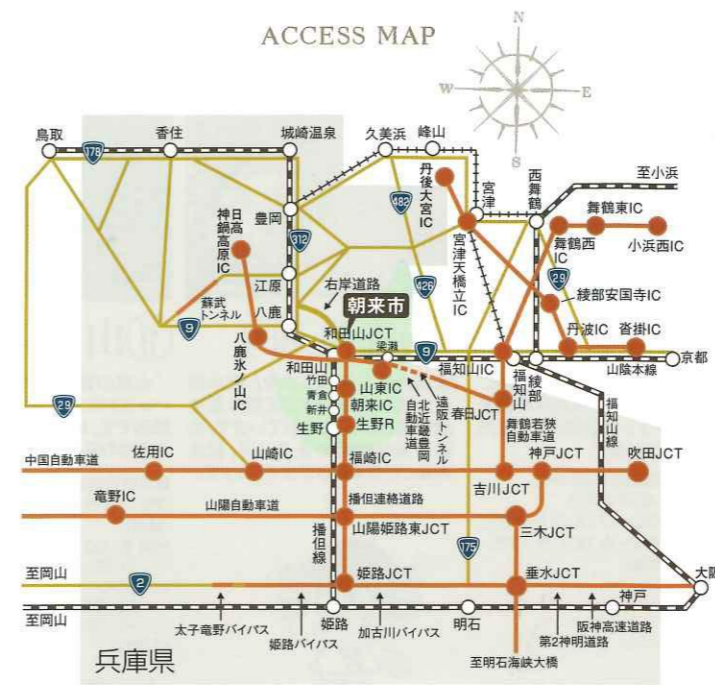 ACCESS MAP
N
W
E
S
鳥取
178
香住
城崎温泉
久美浜
峰山
丹後大宮IC
宮津
西舞鶴
至小浜
482
豊岡
日高神鍋高原IC
312
宮津天橋立IC
舞鶴西IC
舞鶴東IC
小浜西IC
江原
右岸道路
426
29
綾部安国寺IC
蘇武トンネル
八鹿
朝来市
9
八鹿氷ノ山IC
和田山JCT
丹波IC
沓掛IC
和田山
梁瀬
9
福知山IC
京都
山陰本線
竹田
山東IC
福知山
綾部
青倉
朝来IC
北近畿豊岡自動車道
遠阪トンネル
春日JCT
福知山線
29
新井
生野
生野R
舞鶴若狭自動車道
中国自動車道
佐用IC
山崎IC
福崎IC
吉川JCT
神戸JCT
吹田JCT
竜野IC
山陽自動車道
播但連絡道路
播但線
山陽姫路東JCT
三木JCT
175
至岡山
2
姫路JCT
垂水JCT
大阪
至岡山
太子竜野バイパス
姫路バイパス
姫路
加古川バイパス
明石
神戸
第2神明道路
阪神高速道路
至明石海峡大橋
兵庫県